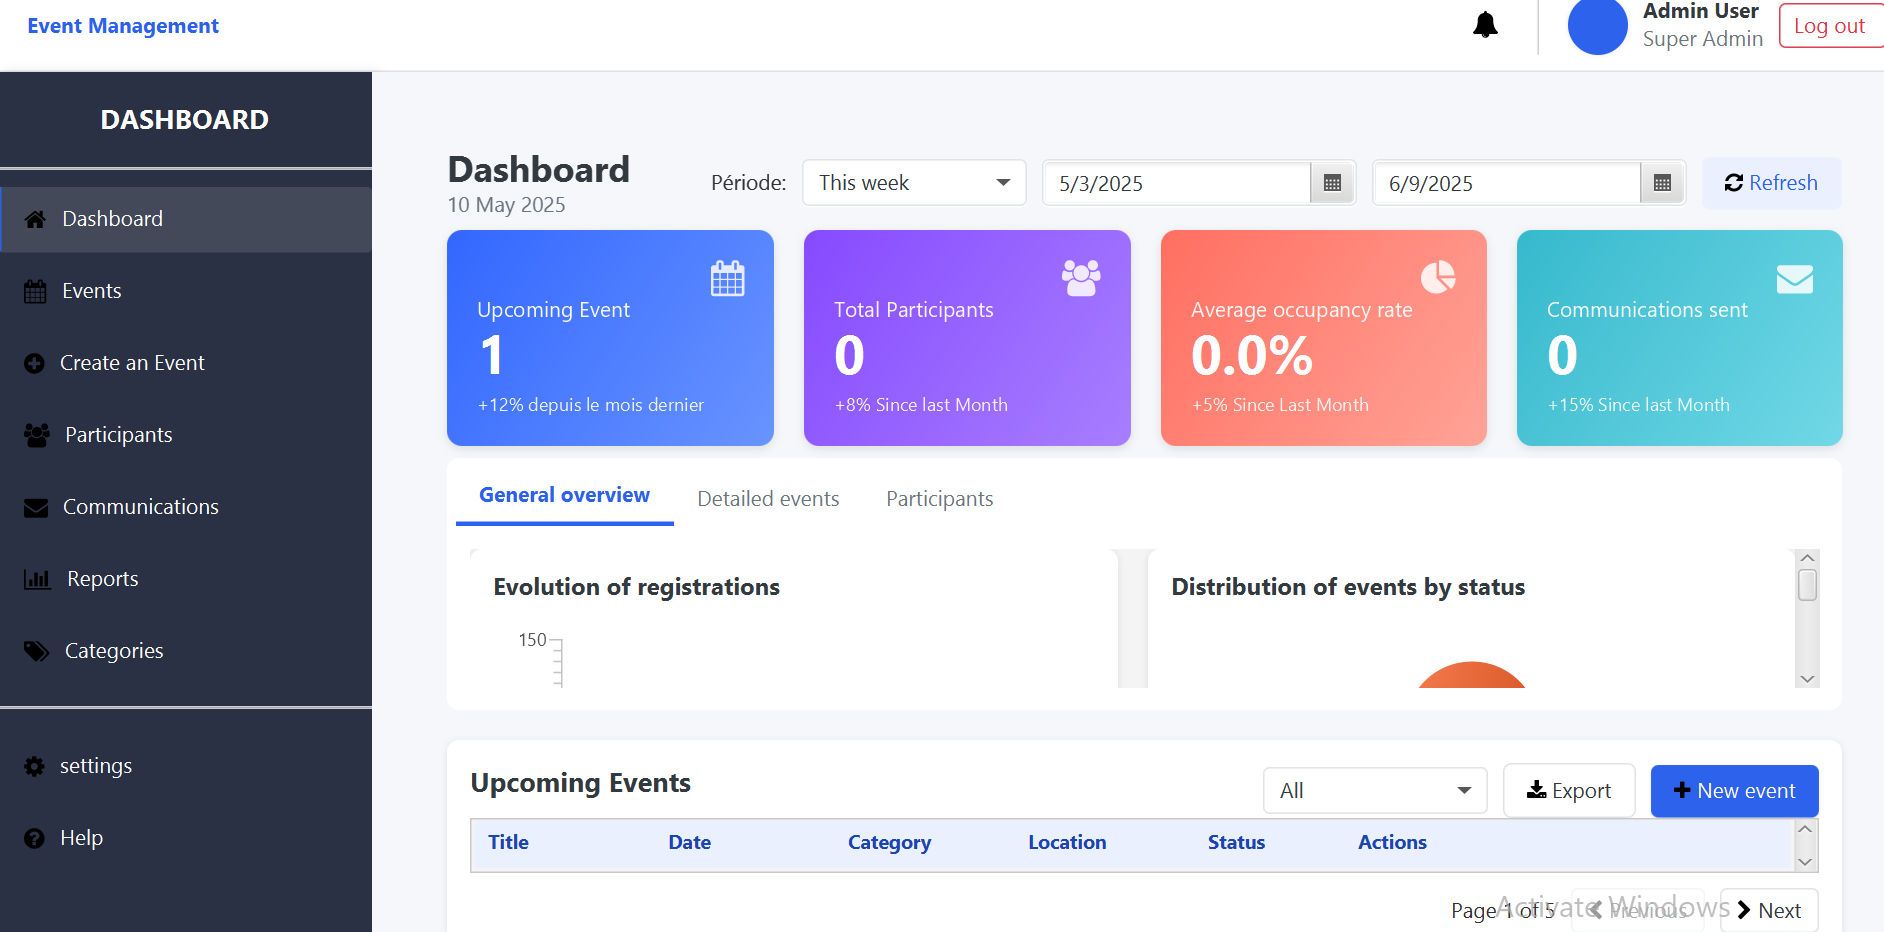 Event Management
Admin User
Super Admin
Log out
DASHBOARD
Dashboard
Events
Create an Event
Participants
Communications
Reports
Categories
settings
Help
Dashboard
10 May 2025
Période:
This week
5/3/2025
6/9/2025
Refresh
Upcoming Event
1
+12% depuis le mois dernier
Total Participants
0
+8% Since last Month
Average occupancy rate
0.0%
+5% Since Last Month
Communications sent
0
+15% Since last Month
General overview Detailed events Participants
Evolution of registrations
150
Distribution of events by status
Upcoming Events
All
Export
New event
Title Date Category Location Status Actions
Page 1 of 5
Previous
Next
Activate Windows